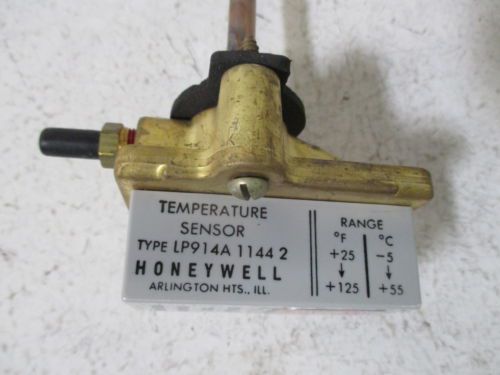 TEMPERATURE
SENSOR
TYPE LP914A 1144 2
HONEYWELL
ARLINGTON HTS., ILL.
RANGE
°F °C
+25 -5
↓ ↓
+125 +55